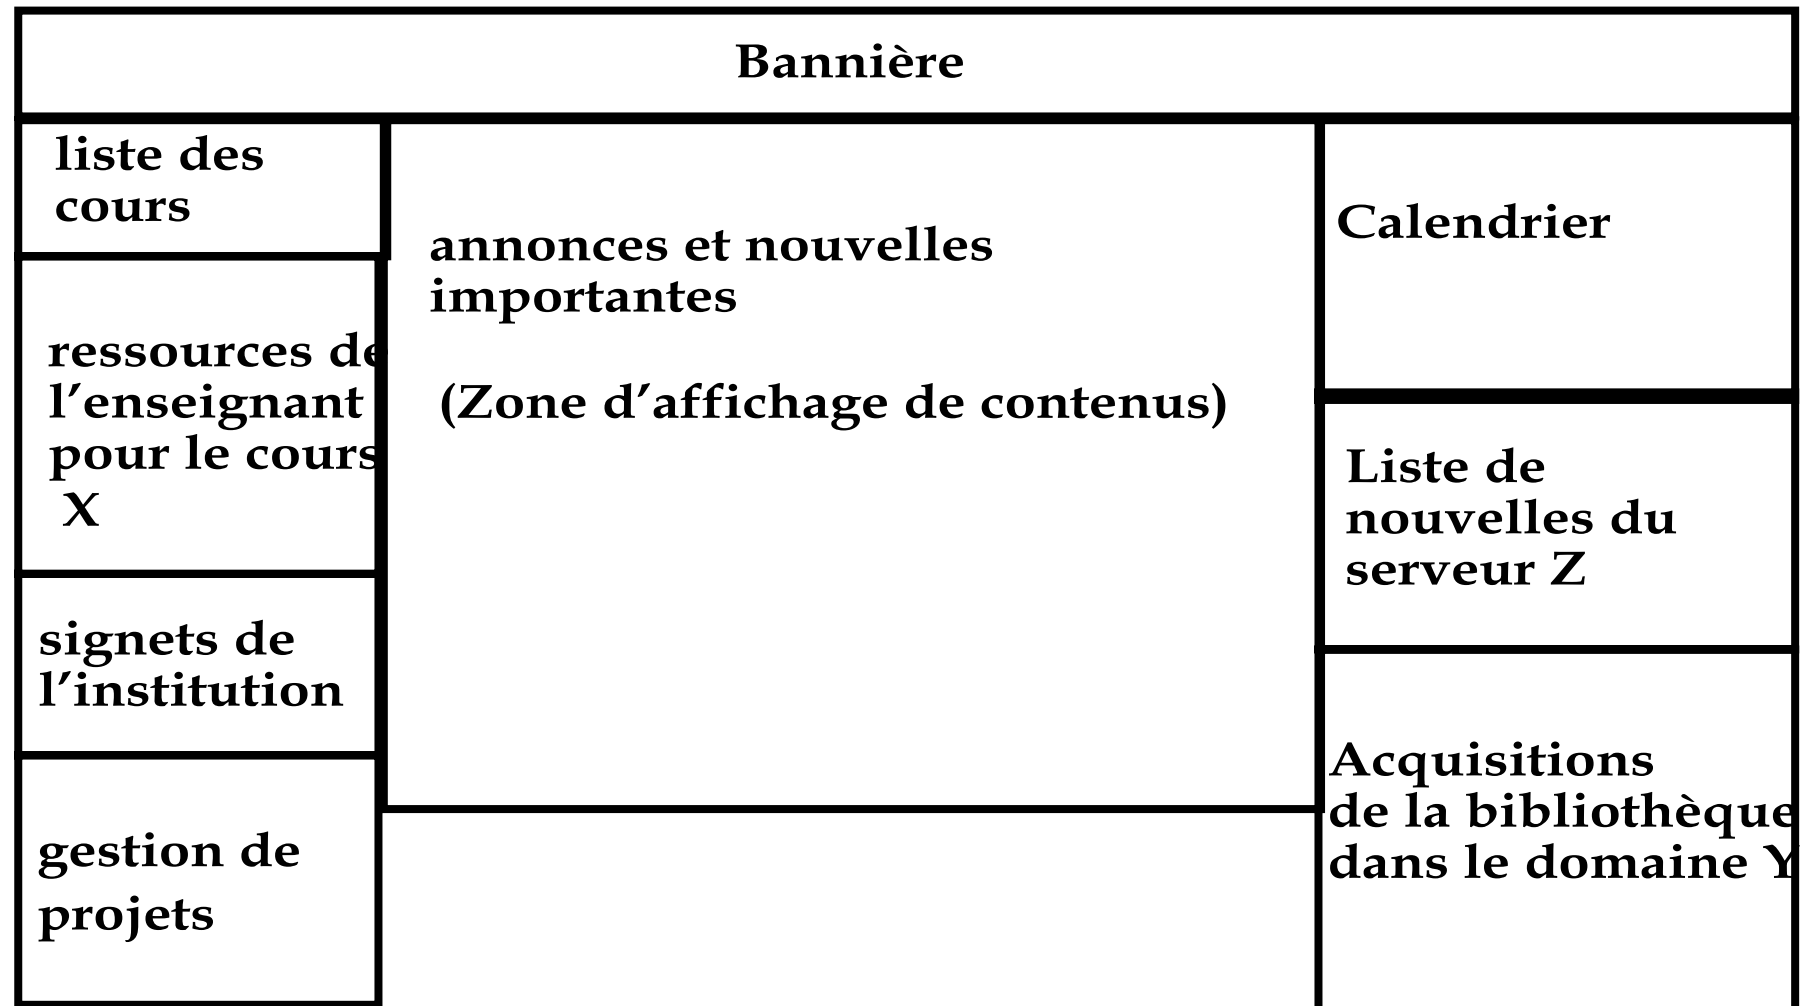 Bannière
liste des
cours
ressources de
l’enseignant
pour le cours
X
signets de
l’institution
gestion de
projets
annonces et nouvelles
importantes
(Zone d’affichage de contenus)
Calendrier
Liste de
nouvelles du
serveur Z
Acquisitions
de la bibliothèque
dans le domaine Y